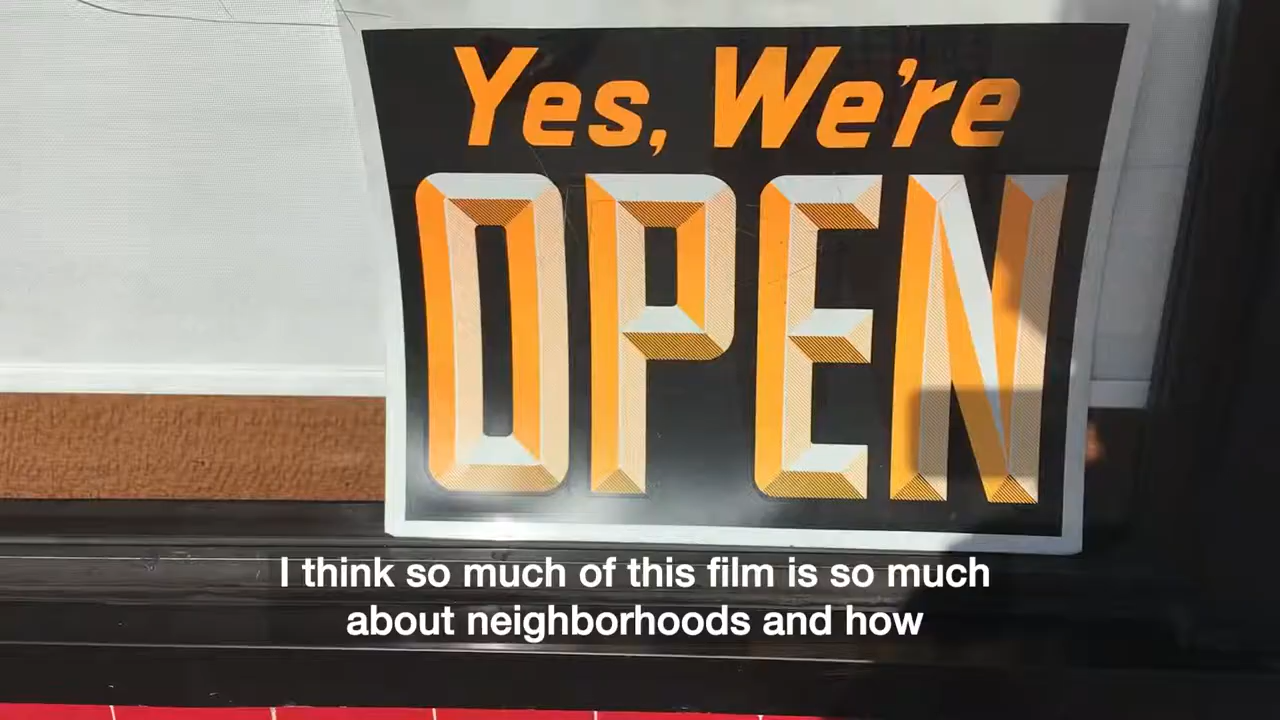 Yes, We're
OPEN
I think so much of this film is so much
about neighborhoods and how